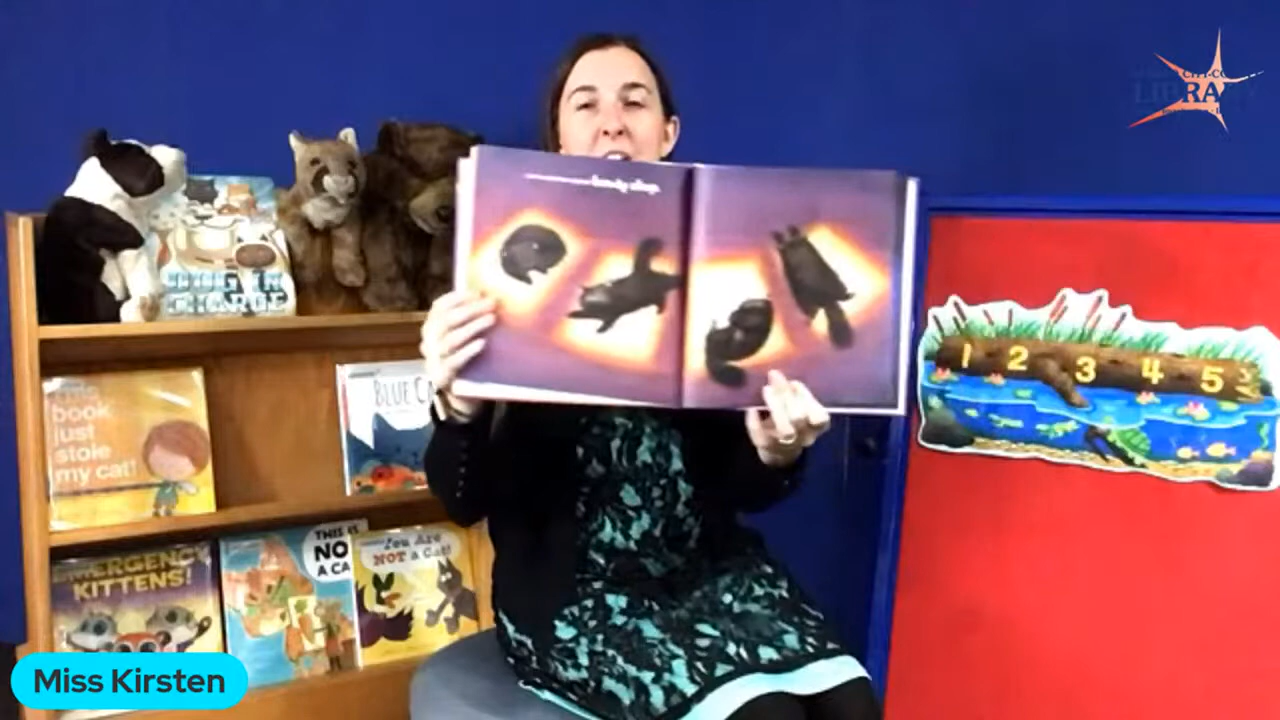 LIBRARY
DOG IN
CHARGE
book
just
stole
my cat!
BLUE CA
1 2 3 4 5
EMERGENCY
KITTENS!
THIS IS
NO
A CA
You Are
NOT a Cat!
Miss Kirsten